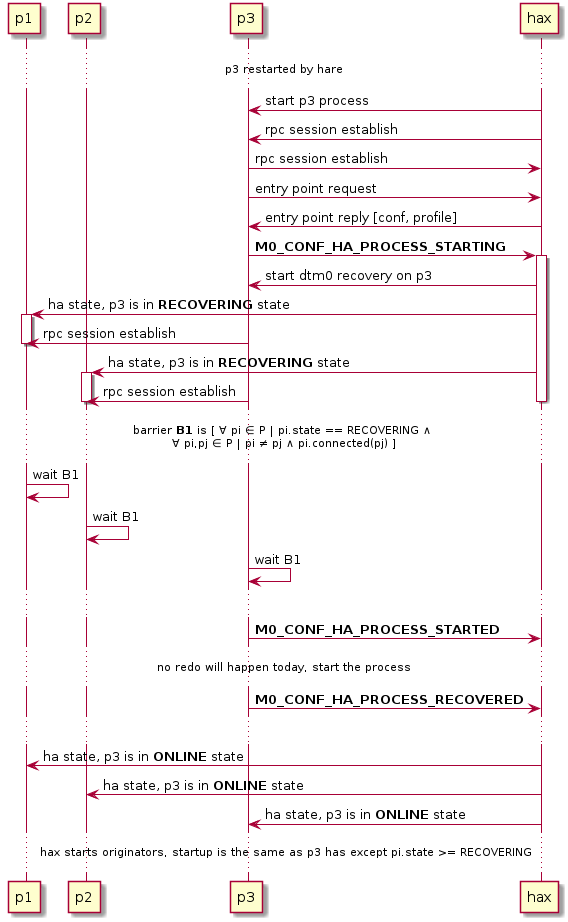 p1 p2 p3 hax
p3 restarted by hare
start p3 process
rpc session establish
rpc session establish
entry point request
entry point reply [conf, profile]
M0_CONF_HA_PROCESS_STARTING
start dtm0 recovery on p3
ha state, p3 is in RECOVERING state
rpc session establish
ha state, p3 is in RECOVERING state
rpc session establish
barrier B1 is [ ∀ pi ∈ P | pi.state == RECOVERING ∧
∀ pi,pj ∈ P | pi ≠ pj ∧ pi.connected(pj) ]
wait B1
wait B1
wait B1
M0_CONF_HA_PROCESS_STARTED
no redo will happen today, start the process
M0_CONF_HA_PROCESS_RECOVERED
ha state, p3 is in ONLINE state
ha state, p3 is in ONLINE state
ha state, p3 is in ONLINE state
hax starts originators, startup is the same as p3 has except pi.state >= RECOVERING
p1 p2 p3 hax